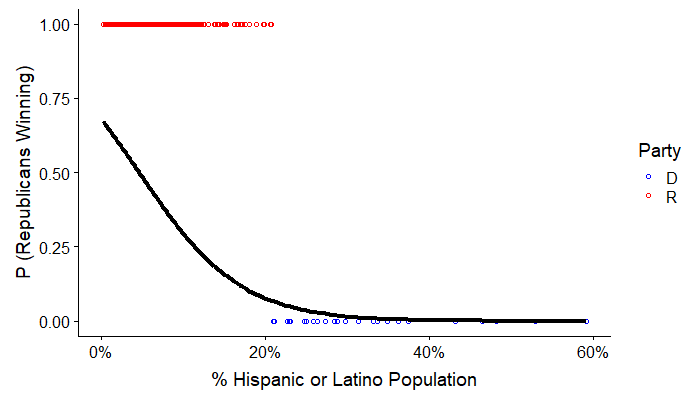 1.00
0.75
0.50
0.25
0.00
P (Republicans Winning)
0%
20%
40%
60%
% Hispanic or Latino Population
Party
D
R